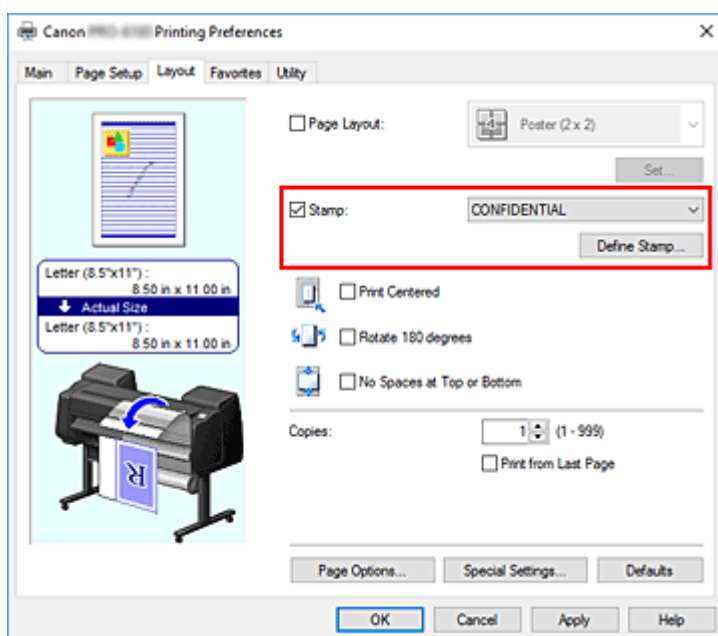 Canon Printing Preferences
Main Page Setup Layout Favorites Utility
Page Layout: Poster (2 x 2)
Set...
Stamp: CONFIDENTIAL
Define Stamp...
Letter (8.5"x11") :
8.50 in x 11.00 in
Actual Size
Letter (8.5"x11") :
8.50 in x 11.00 in
Print Centered
Rotate 180 degrees
No Spaces at Top or Bottom
Copies: 1 (1 - 999)
Print from Last Page
R
Page Options... Special Settings... Defaults
OK Cancel Apply Help